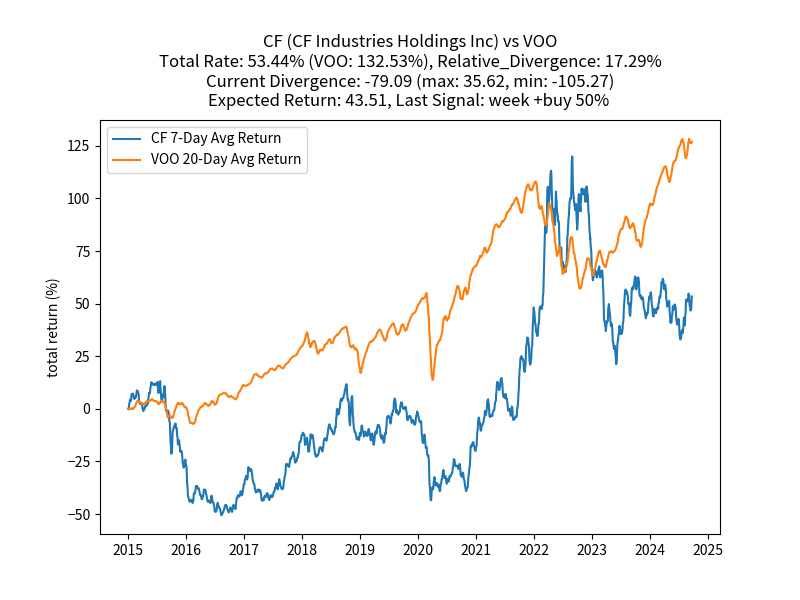 CF (CF Industries Holdings Inc) vs VOO
Total Rate: 53.44% (VOO: 132.53%), Relative_Divergence: 17.29%
Current Divergence: -79.09 (max: 35.62, min: -105.27)
Expected Return: 43.51, Last Signal: week +buy 50%
CF 7-Day Avg Return
VOO 20-Day Avg Return
total return (%)
125
100
75
50
25
0
−25
−50
2015 2016 2017 2018 2019 2020 2021 2022 2023 2024 2025